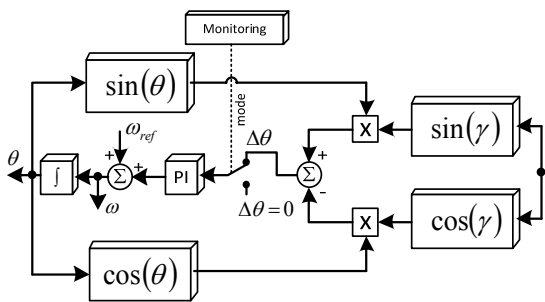 Monitoring
sin(θ)
mode
ω_ref
Δθ
X
sin(γ)
θ
∫
+
Σ
+
PI
+
Σ
-
ω
Δθ = 0
X
cos(γ)
cos(θ)